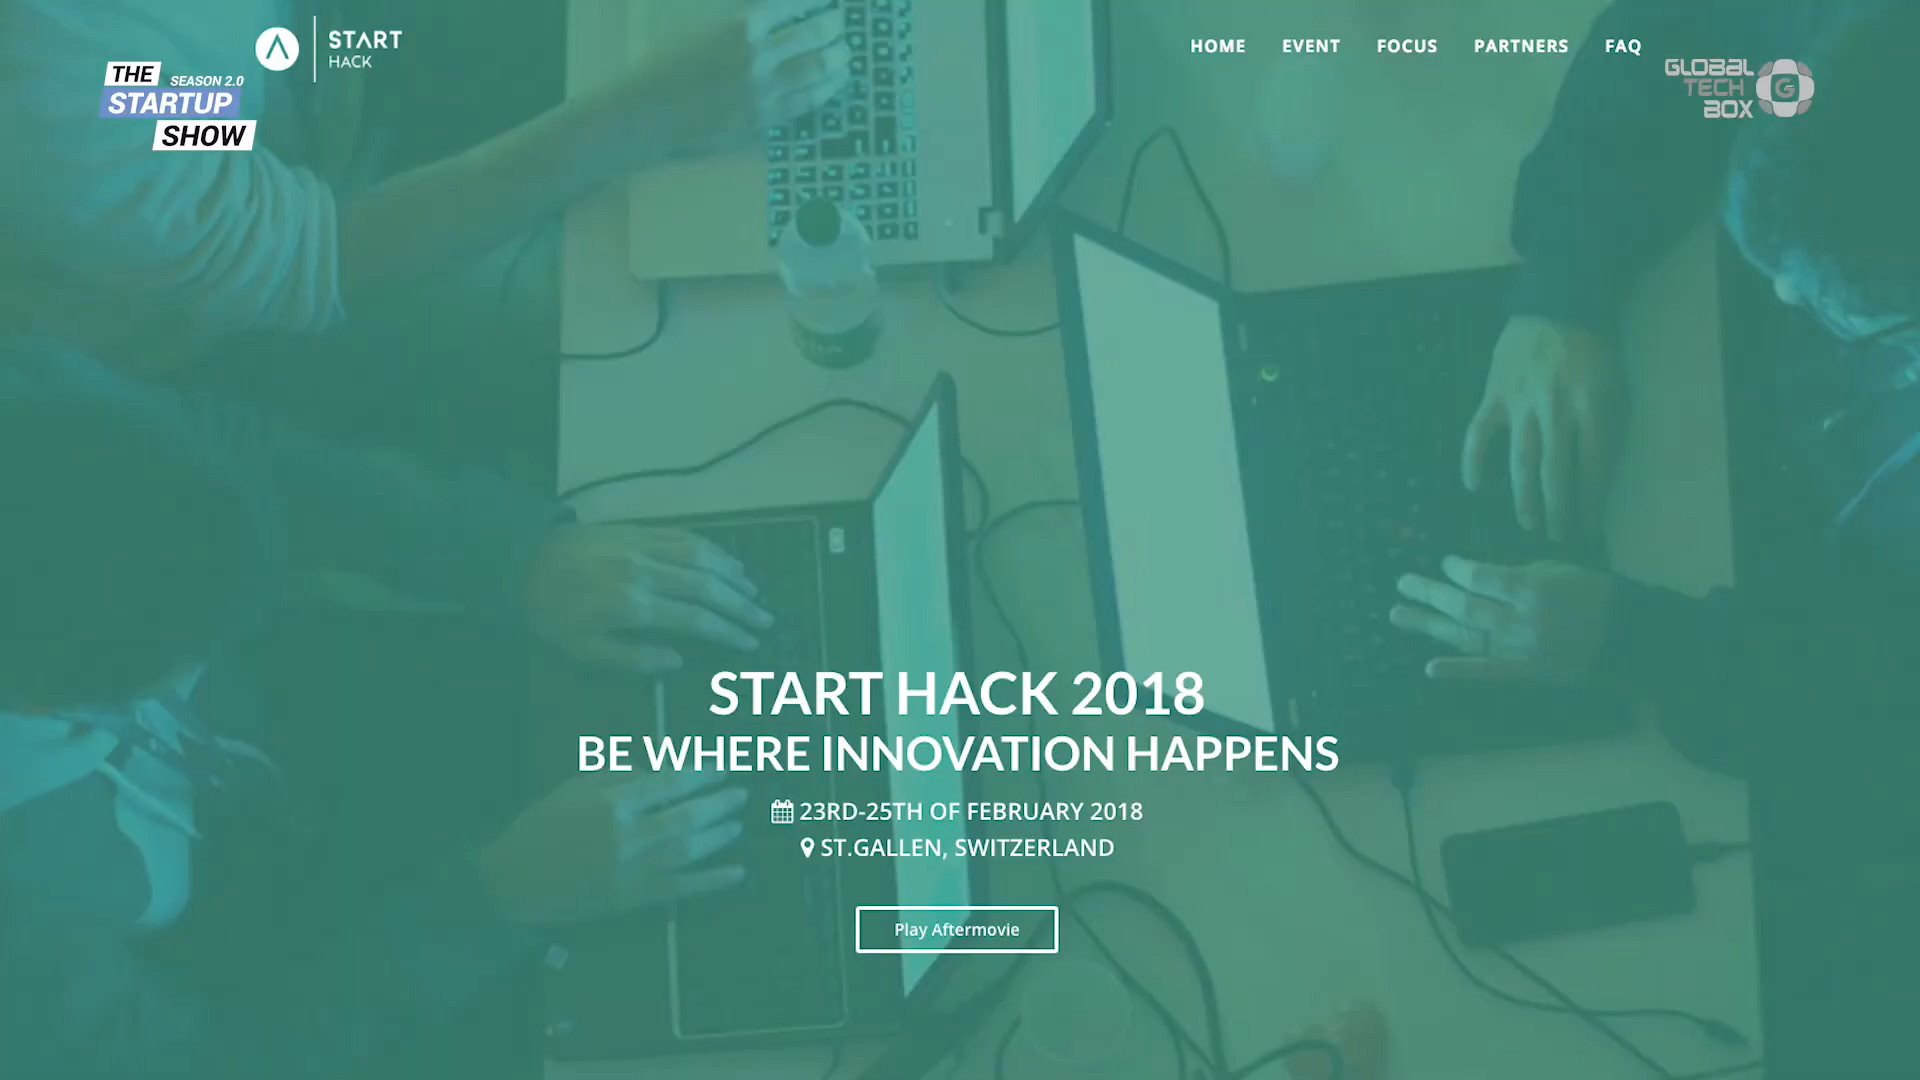 START
HACK
HOME EVENT FOCUS PARTNERS FAQ
THE
SEASON 2.0
STARTUP
SHOW
GLOBAL
TECH
BOX
G
START HACK 2018
BE WHERE INNOVATION HAPPENS
23RD-25TH OF FEBRUARY 2018
ST.GALLEN, SWITZERLAND
Play Aftermovie